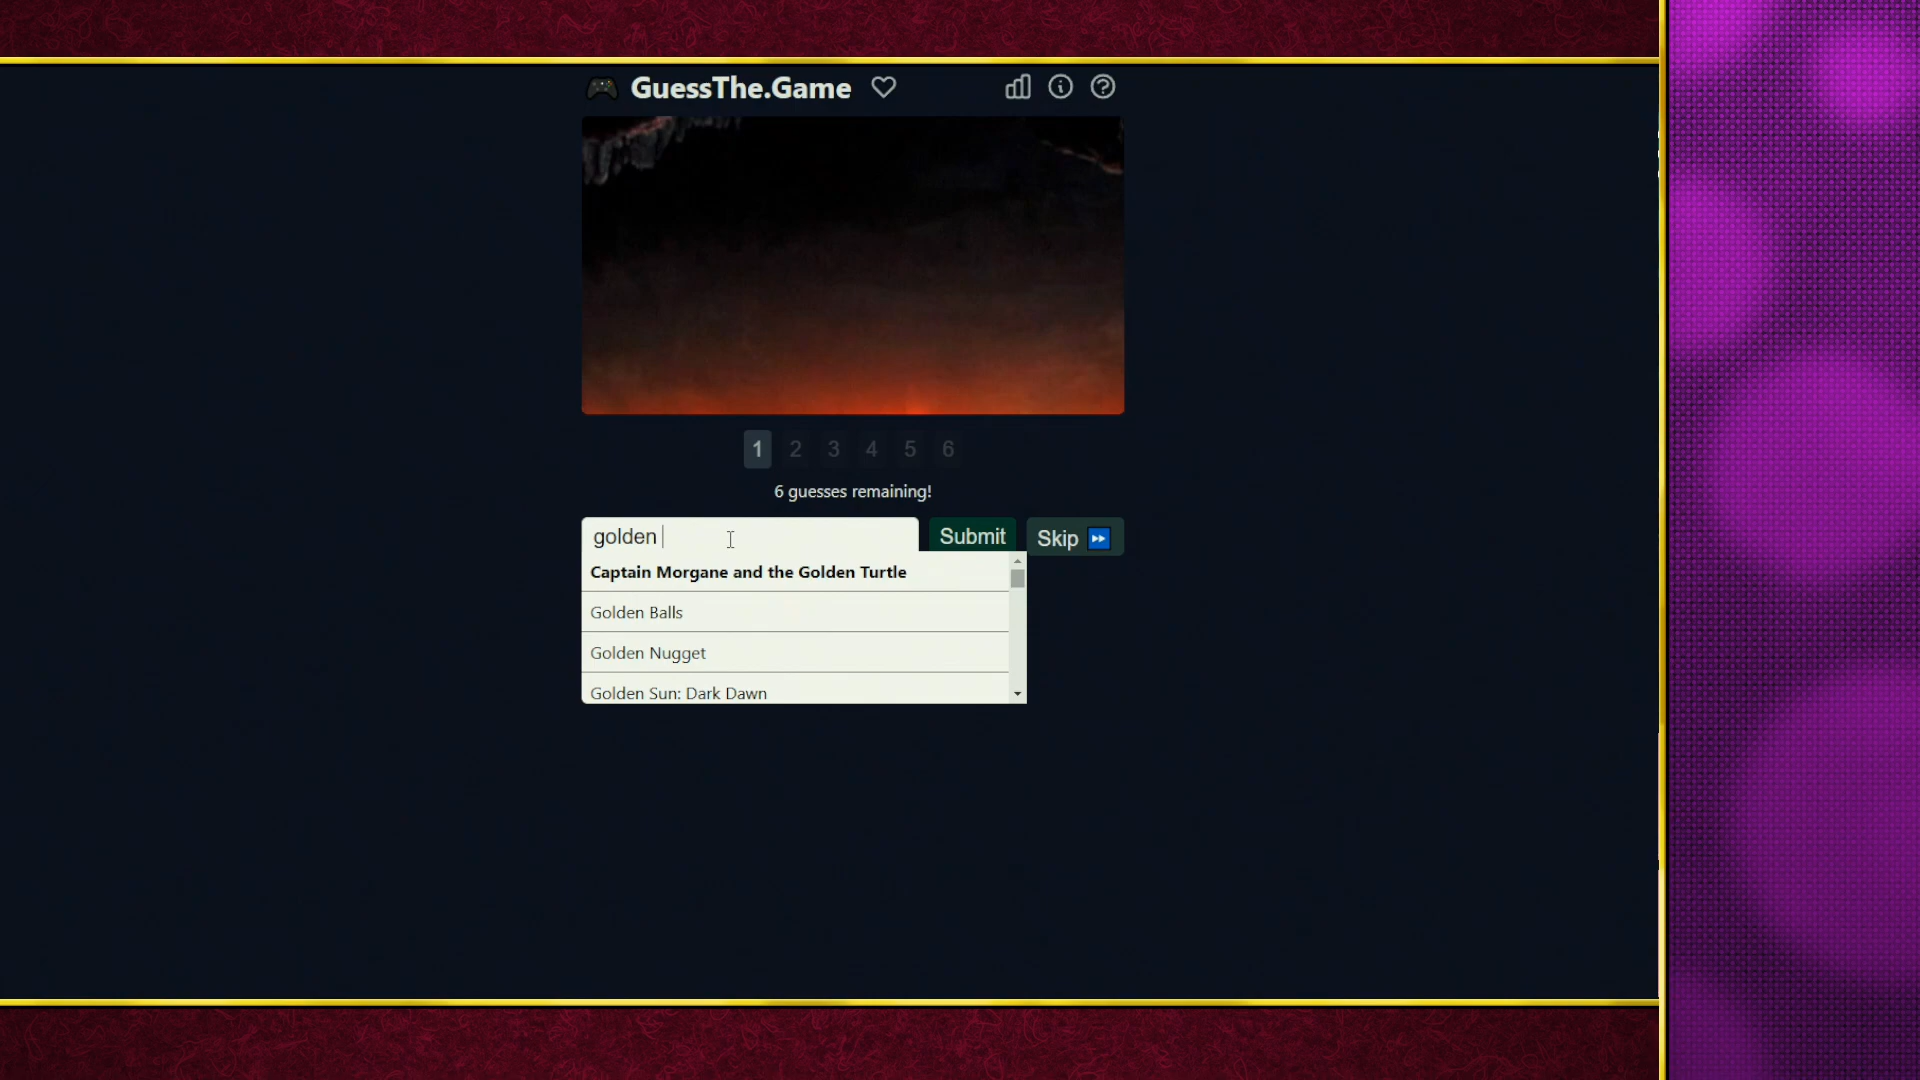 GuessThe.Game
1 2 3 4 5 6
6 guesses remaining!
golden
Submit
Skip
Captain Morgane and the Golden Turtle
Golden Balls
Golden Nugget
Golden Sun: Dark Dawn